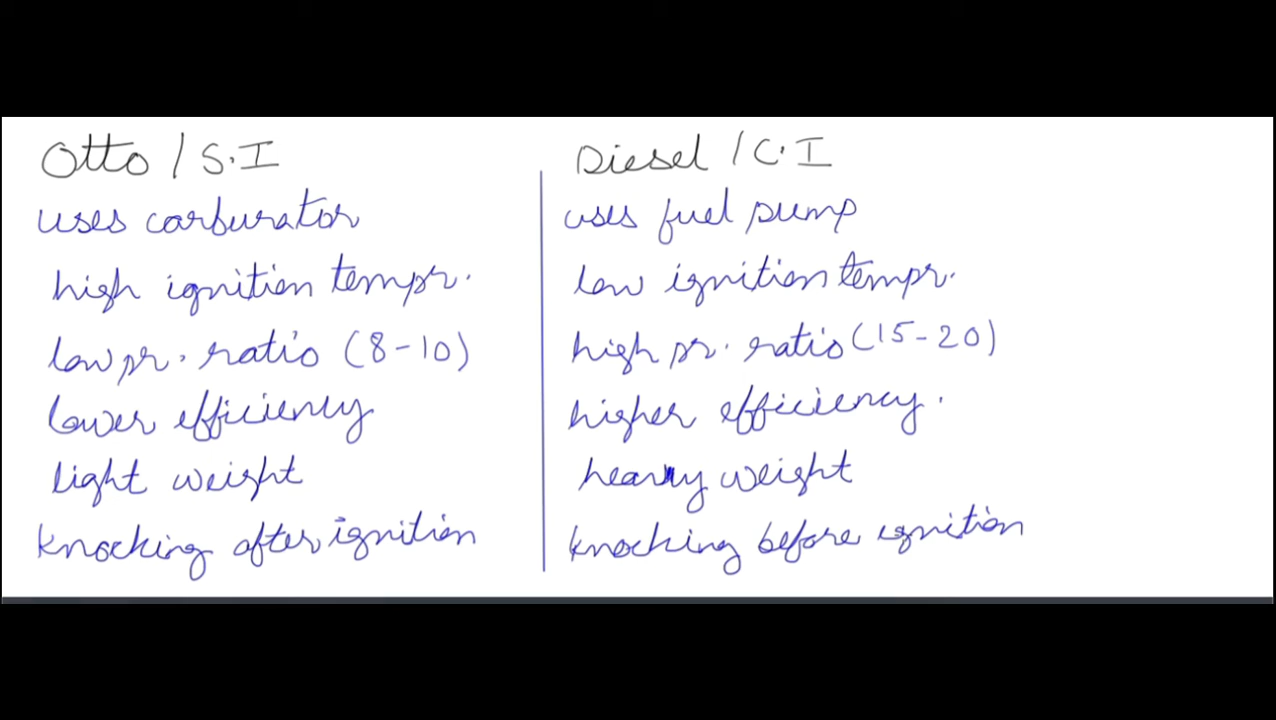 Otto / S.I
Diesel / C.I
uses carburator
uses fuel pump
high ignition tempr.
low ignition tempr.
low pr. ratio (8-10)
high pr. ratio (15-20)
lower efficiency
higher efficiency.
light weight
heavy weight
knocking after ignition
knocking before ignition